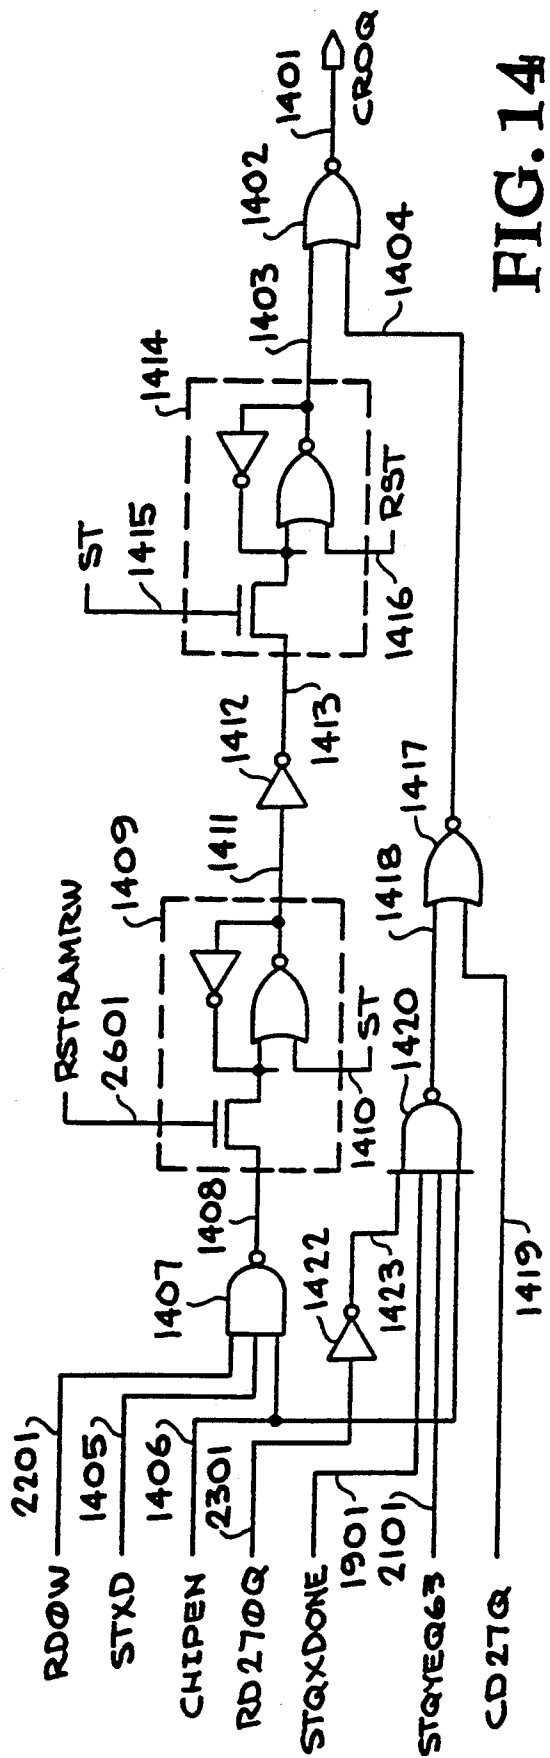 RDØW
2201
STXD
1405
CHIPEN
1406
RD27ØQ
2301
STQXDONE
1901
STQYEQ63
2101
CD27Q
1419
1407
1408
1422
1423
RSTRAMRW
2601
1409
1410
ST
1411
1420
1418
1417
1412
1413
ST
1415
1414
1416
RST
1403
1404
1402
1401
CROQ
FIG. 14